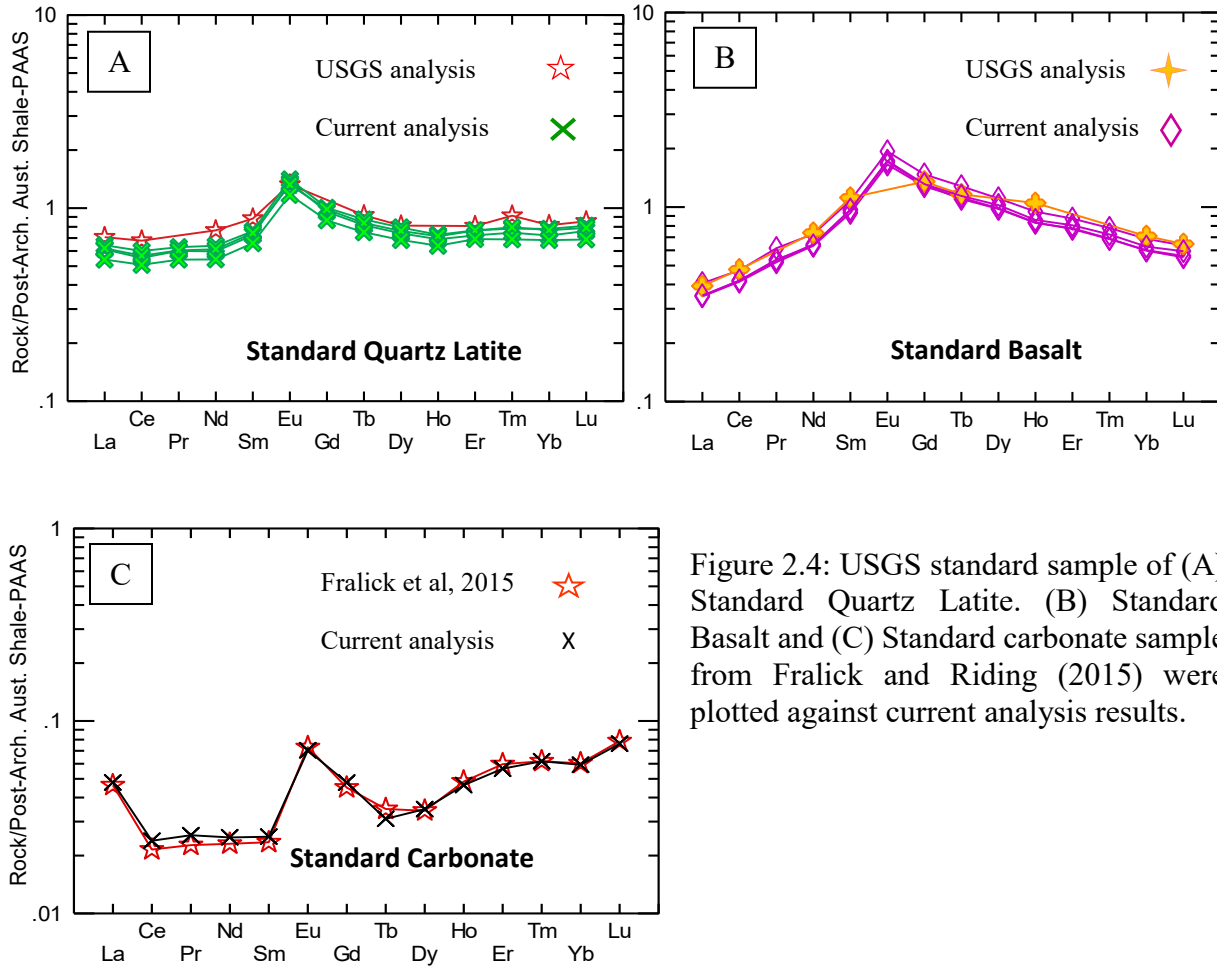 10
1
.1
Rock/Post-Arch. Aust. Shale-PAAS
A
USGS analysis
Current analysis
Standard Quartz Latite
Ce Nd Eu Tb Ho Tm Lu
La Pr Sm Gd Dy Er Yb
10
1
.1
B
USGS analysis
Current analysis
Standard Basalt
Ce Nd Eu Tb Ho Tm Lu
La Pr Sm Gd Dy Er Yb
1
.1
.01
Rock/Post-Arch. Aust. Shale-PAAS
C
Fralick et al, 2015
Current analysis
Standard Carbonate
Ce Nd Eu Tb Ho Tm Lu
La Pr Sm Gd Dy Er Yb
Figure 2.4: USGS standard sample of (A)
Standard Quartz Latite. (B) Standard
Basalt and (C) Standard carbonate sample
from Fralick and Riding (2015) were
plotted against current analysis results.